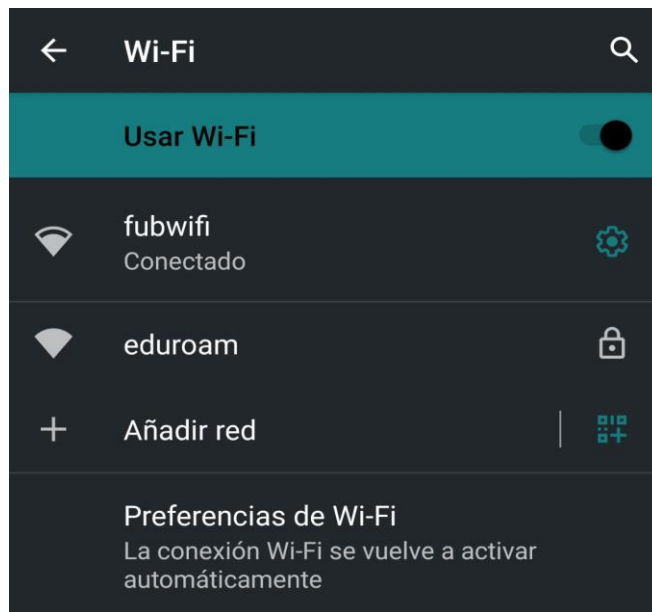 Wi-Fi
Usar Wi-Fi
fubwifi
Conectado
eduroam
Añadir red
Preferencias de Wi-Fi
La conexión Wi-Fi se vuelve a activar
automáticamente